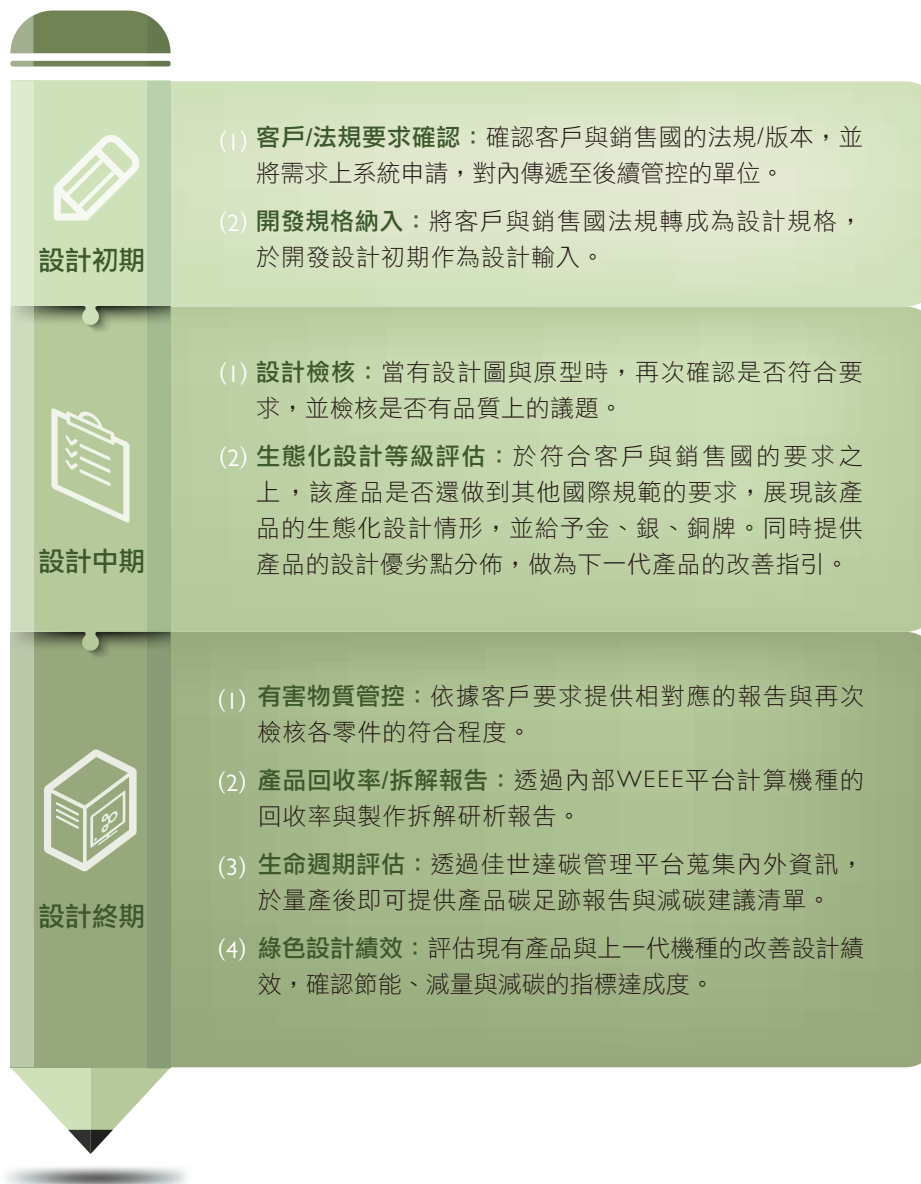 設計初期
(1) 客戶/法規要求確認：確認客戶與銷售國的法規/版本，並
將需求上系統申請，對內傳遞至後續管控的單位。
(2) 開發規格納入：將客戶與銷售國法規轉成為設計規格，
於開發設計初期作為設計輸入。
設計中期
(1) 設計檢核：當有設計圖與原型時，再次確認是否符合要
求，並檢核是否有品質上的議題。
(2) 生態化設計等級評估：於符合客戶與銷售國的要求之
上，該產品是否還做到其他國際規範的要求，展現該產
品的生態化設計情形，並給予金、銀、銅牌。同時提供
產品的設計優劣點分佈，做為下一代產品的改善指引。
設計終期
(1) 有害物質管控：依據客戶要求提供相對應的報告與再次
檢核各零件的符合程度。
(2) 產品回收率/拆解報告：透過內部WEEE平台計算機種的
回收率與製作拆解研析報告。
(3) 生命週期評估：透過佳世達碳管理平台蒐集內外資訊，
於量產後即可提供產品碳足跡報告與減碳建議清單。
(4) 綠色設計績效：評估現有產品與上一代機種的改善設計績
效，確認節能、減量與減碳的指標達成度。